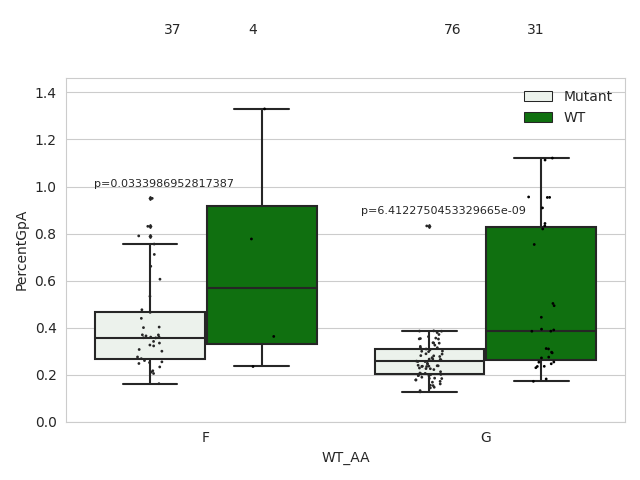 37 4 76 31
1.4
Mutant
WT
1.2
1.0
p=0.0333986952817387
p=6.4122750453329665e-09
0.8
0.6
0.4
0.2
0.0
PercentGpA
F G
WT_AA